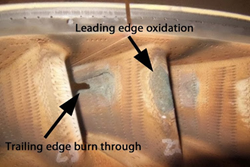 Leading edge oxidation
Trailing edge burn through